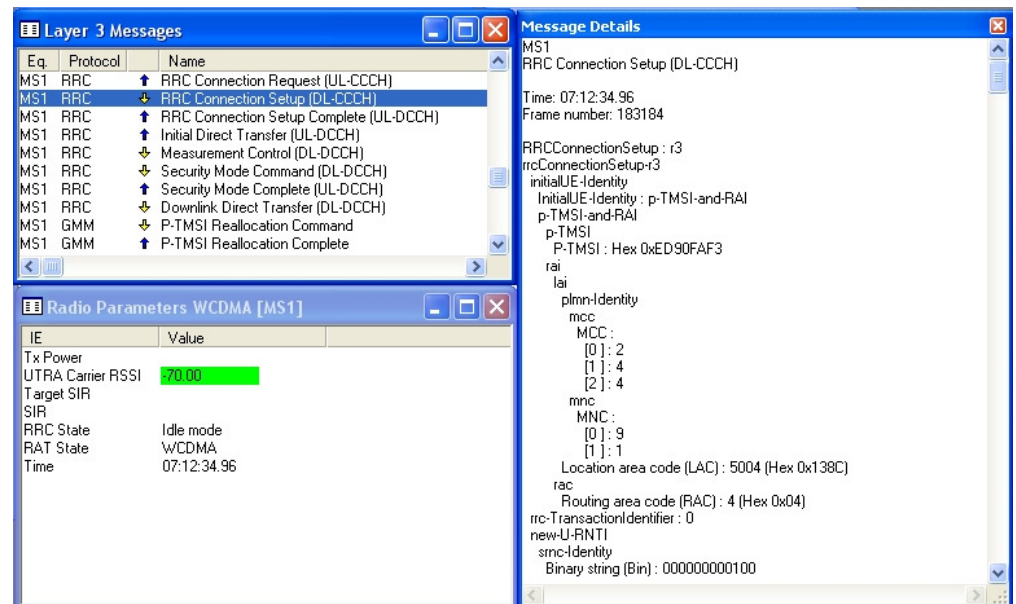 Layer 3 Messages
Eq. Protocol Name
MS1 RRC RRC Connection Request (UL-CCCH)
MS1 RRC RRC Connection Setup (DL-CCCH)
MS1 RRC RRC Connection Setup Complete (UL-DCCH)
MS1 RRC Initial Direct Transfer (UL-DCCH)
MS1 RRC Measurement Control (DL-DCCH)
MS1 RRC Security Mode Command (DL-DCCH)
MS1 RRC Security Mode Complete (UL-DCCH)
MS1 RRC Downlink Direct Transfer (DL-DCCH)
MS1 GMM P-TMSI Reallocation Command
MS1 GMM P-TMSI Reallocation Complete
Radio Parameters WCDMA [MS1]
IE Value
Tx Power
UTRA Carrier RSSI -70.00
Target SIR
SIR
RRC State Idle mode
RAT State WCDMA
Time 07:12:34.96
Message Details
MS1
RRC Connection Setup (DL-CCCH)
Time: 07:12:34.96
Frame number: 183184
RRCConnectionSetup : r3
rrcConnectionSetup-r3
initialUE-Identity
InitialUE-Identity : p-TMSI-and-RAI
p-TMSI-and-RAI
p-TMSI
P-TMSI : Hex 0xED90FAF3
rai
lai
plmn-Identity
mcc
MCC :
[0 ] : 2
[1 ] : 4
[2 ] : 4
mnc
MNC :
[0 ] : 9
[1 ] : 1
Location area code (LAC) : 5004 (Hex 0x138C)
rac
Routing area code (RAC) : 4 (Hex 0x04)
rrc-TransactionIdentifier : 0
new-U-RNTI
srnc-Identity
Binary string (Bin) : 000000000100